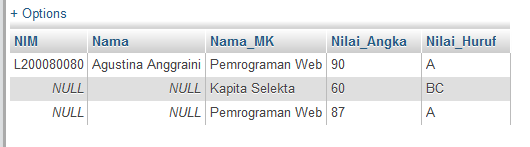 + Options
NIM Nama Nama_MK Nilai_Angka Nilai_Huruf
L200080080 Agustina Anggraini Pemrograman Web 90 A
NULL NULL Kapita Selekta 60 BC
NULL NULL Pemrograman Web 87 A